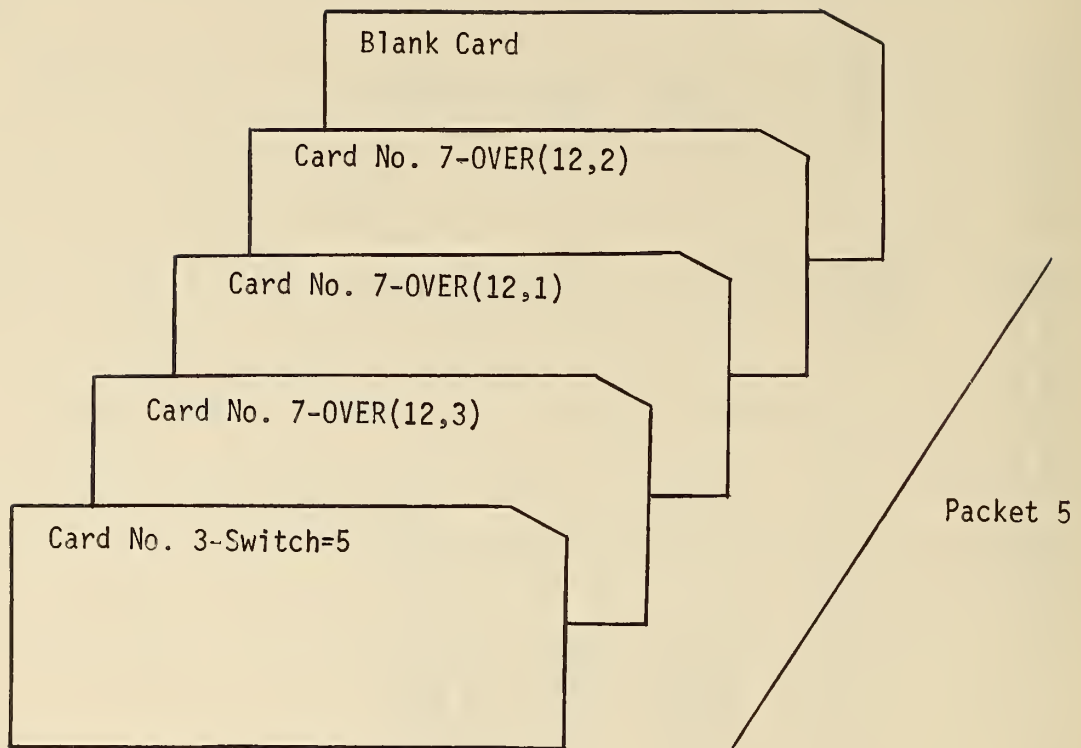 Blank Card
Card No. 7-OVER(12,2)
Card No. 7-OVER(12,1)
Card No. 7-OVER(12,3)
Card No. 3-Switch=5
Packet 5